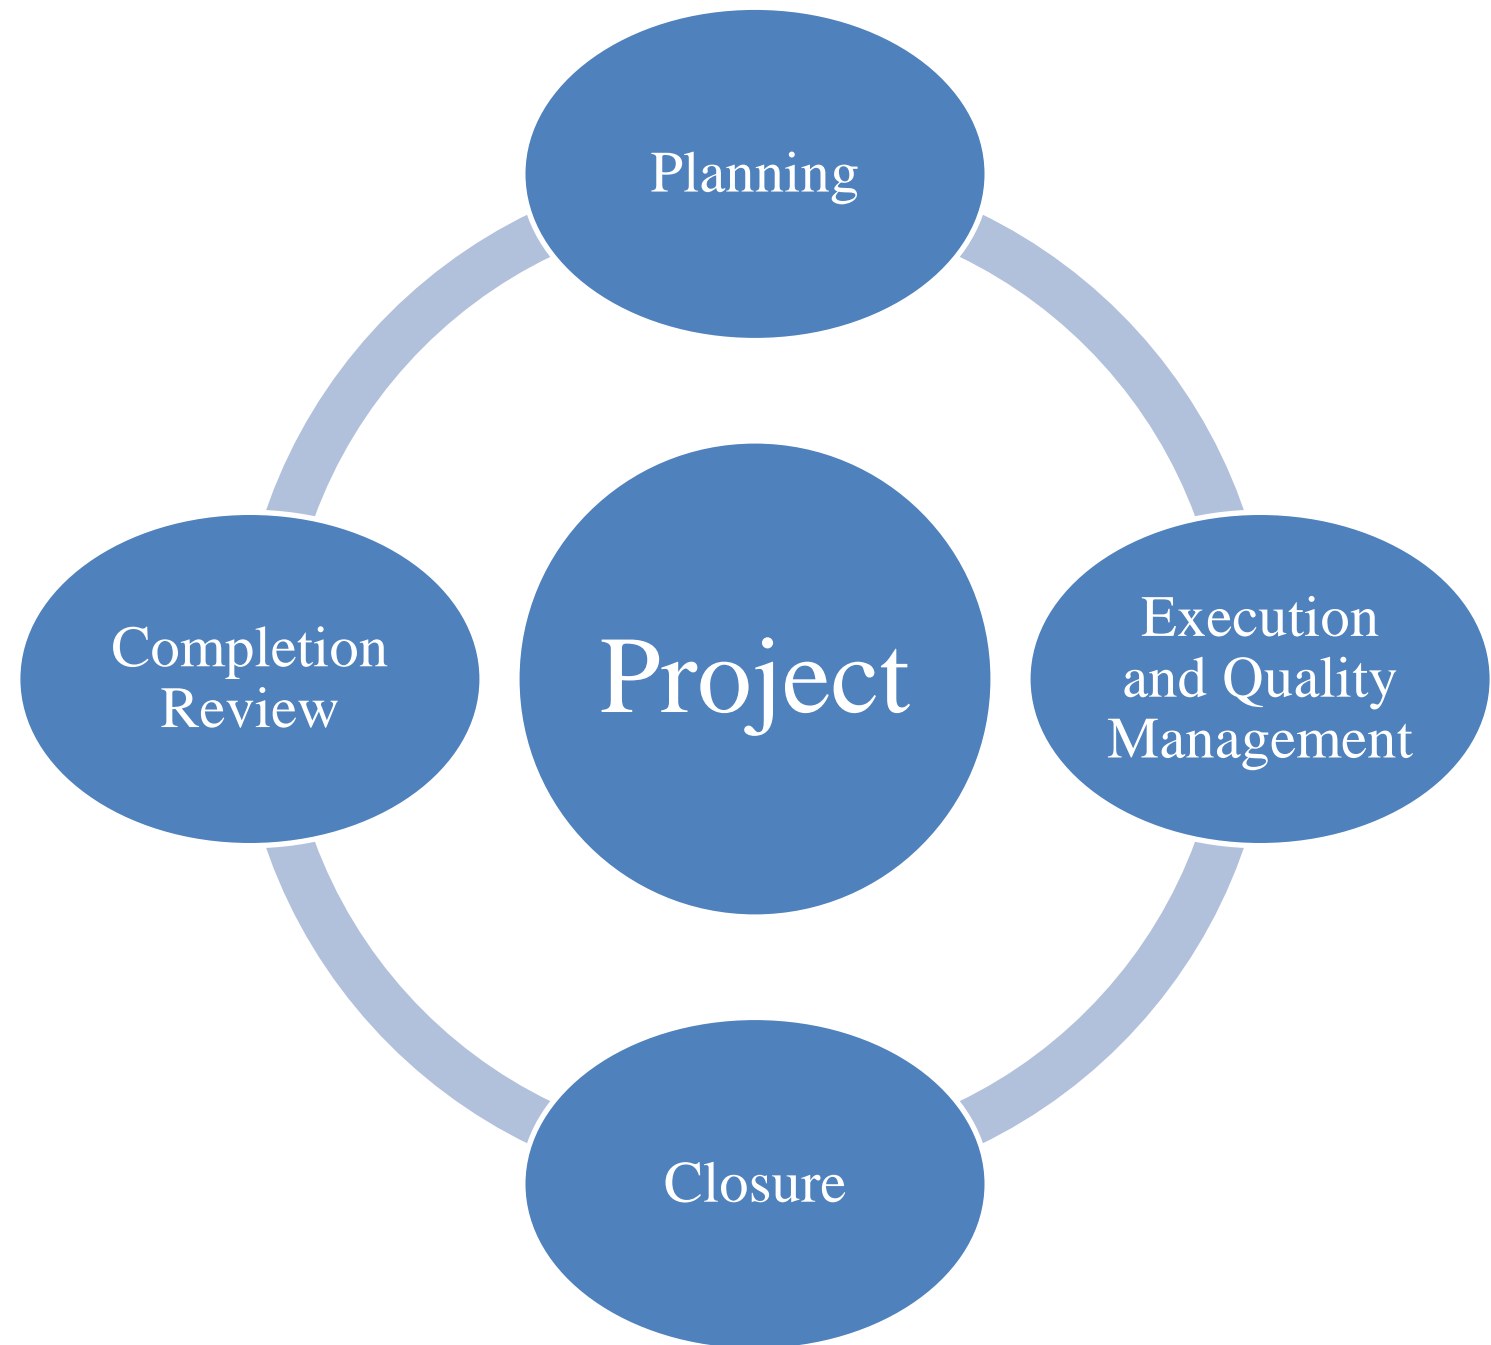 Planning
Execution
and Quality
Management
Closure
Completion
Review
Project